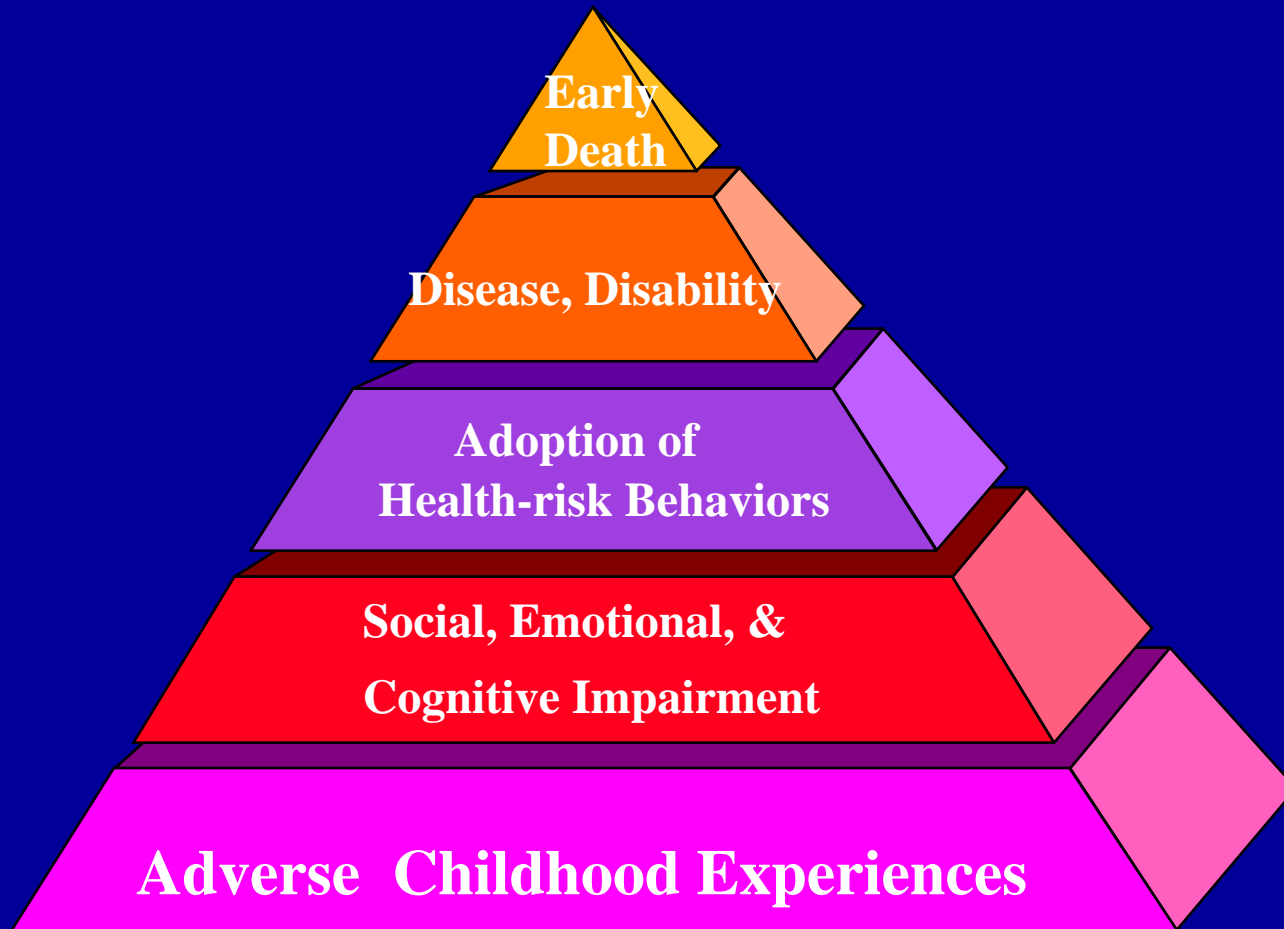 Early
Death
Disease, Disability
Adoption of
Health-risk Behaviors
Social, Emotional, &
Cognitive Impairment
Adverse Childhood Experiences